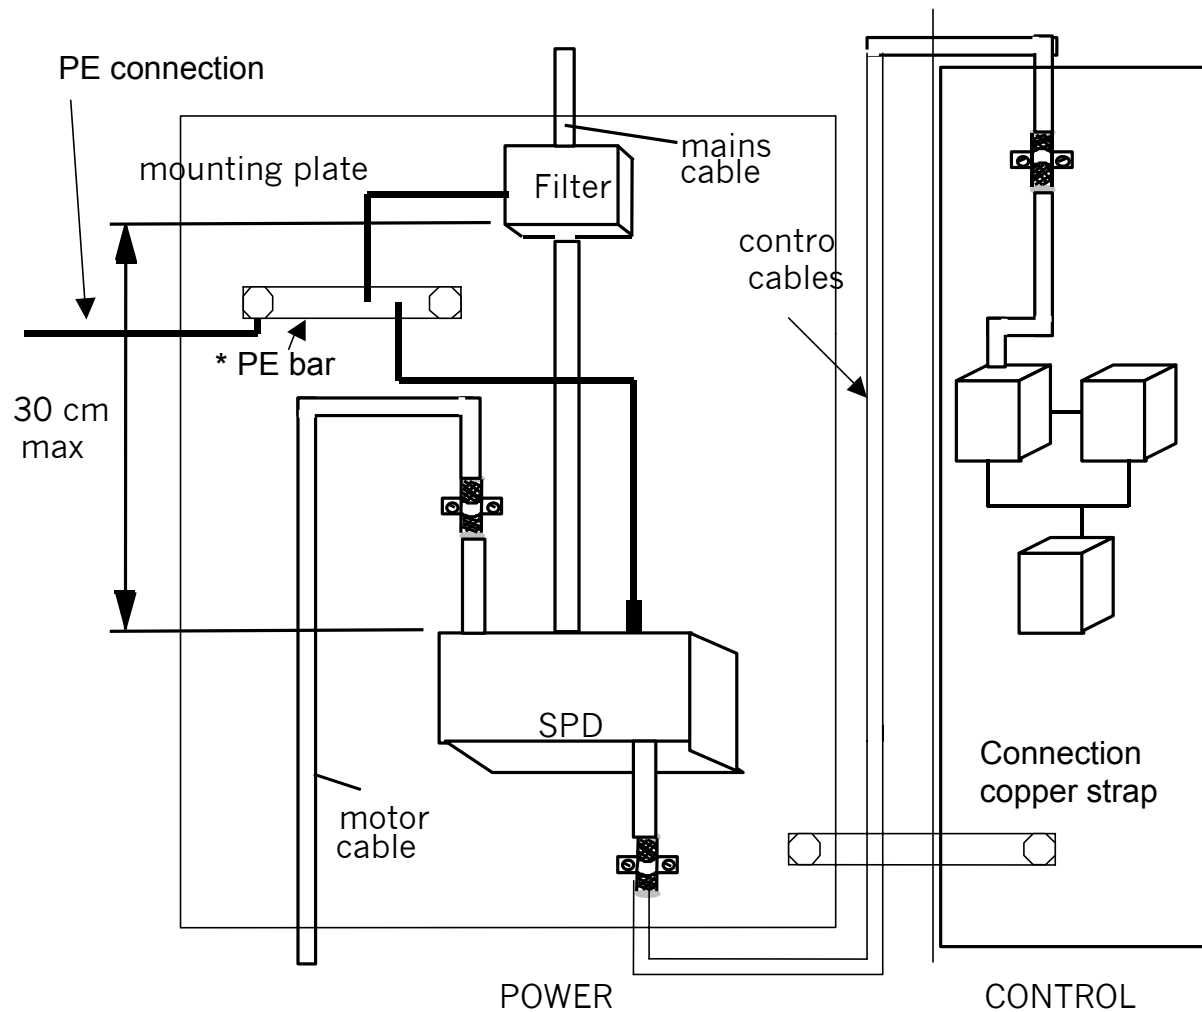 PE connection
mounting plate
mains
cable
Filter
contro
cables
* PE bar
30 cm
max
SPD
Connection
copper strap
motor
cable
POWER
CONTROL